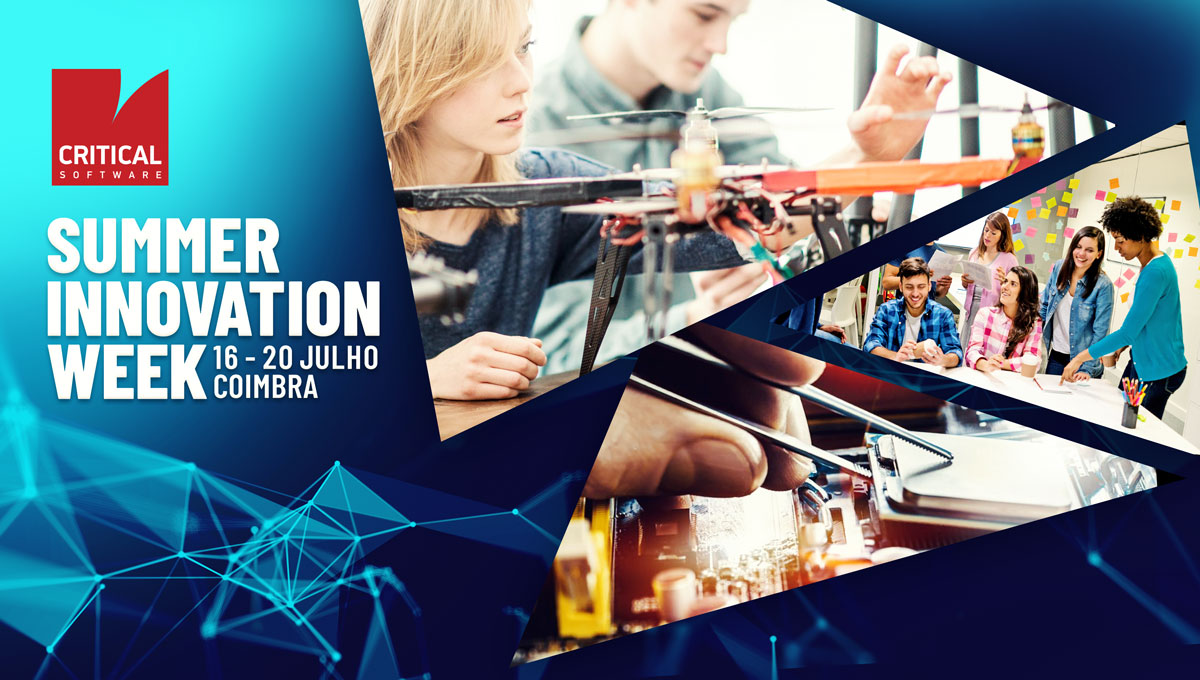 CRITICAL
SOFTWARE
SUMMER
INNOVATION
WEEK 16 - 20 JULHO
COIMBRA